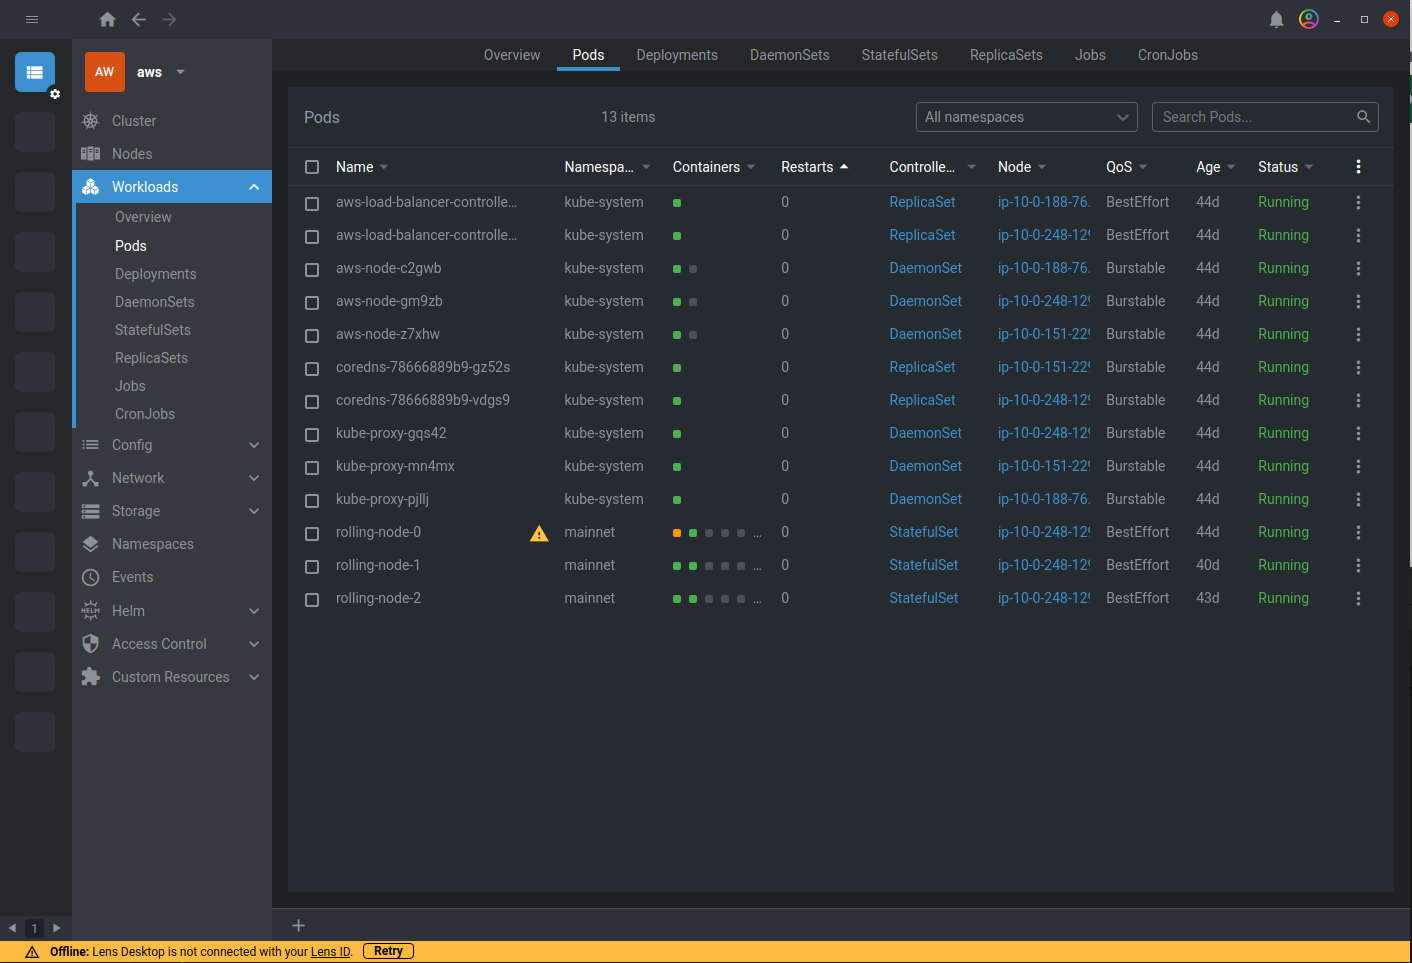 AW aws
Cluster
Nodes
Workloads
Overview
Pods
Deployments
DaemonSets
StatefulSets
ReplicaSets
Jobs
CronJobs
Config
Network
Storage
Namespaces
Events
HELM Helm
Access Control
Custom Resources
1
Overview Pods Deployments DaemonSets StatefulSets ReplicaSets Jobs CronJobs
Pods 13 items All namespaces Search Pods...
Name Namespa... Containers Restarts Controlle... Node QoS Age Status
aws-load-balancer-controlle... kube-system 0 ReplicaSet ip-10-0-188-76. BestEffort 44d Running
aws-load-balancer-controlle... kube-system 0 ReplicaSet ip-10-0-248-129 BestEffort 44d Running
aws-node-c2gwb kube-system 0 DaemonSet ip-10-0-188-76. Burstable 44d Running
aws-node-gm9zb kube-system 0 DaemonSet ip-10-0-248-129 Burstable 44d Running
aws-node-z7xhw kube-system 0 DaemonSet ip-10-0-151-229 Burstable 44d Running
coredns-78666889b9-gz52s kube-system 0 ReplicaSet ip-10-0-151-229 Burstable 44d Running
coredns-78666889b9-vdgs9 kube-system 0 ReplicaSet ip-10-0-248-129 Burstable 44d Running
kube-proxy-gqs42 kube-system 0 DaemonSet ip-10-0-248-129 Burstable 44d Running
kube-proxy-mn4mx kube-system 0 DaemonSet ip-10-0-151-229 Burstable 44d Running
kube-proxy-pjllj kube-system 0 DaemonSet ip-10-0-188-76. Burstable 44d Running
rolling-node-0 mainnet ... 0 StatefulSet ip-10-0-248-129 BestEffort 44d Running
rolling-node-1 mainnet ... 0 StatefulSet ip-10-0-248-129 BestEffort 40d Running
rolling-node-2 mainnet ... 0 StatefulSet ip-10-0-248-129 BestEffort 43d Running
Offline: Lens Desktop is not connected with your Lens ID. Retry